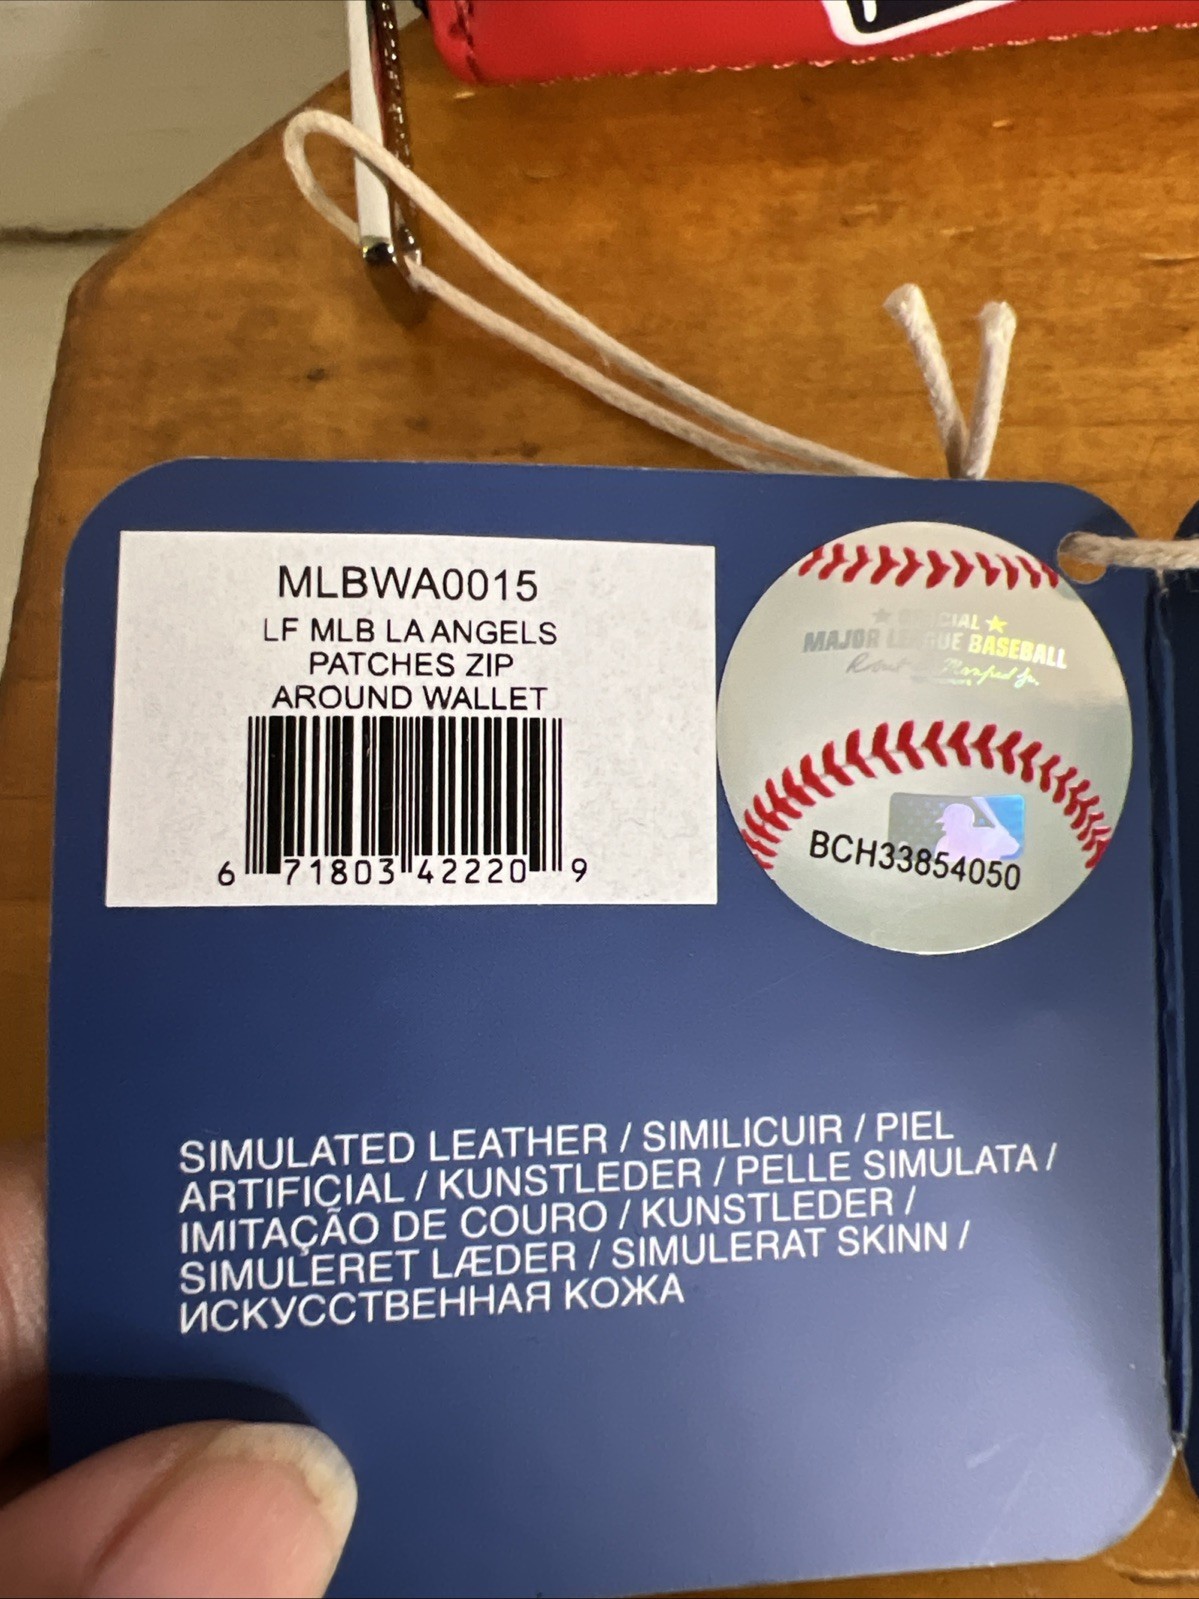 MLBWA0015
LF MLB LA ANGELS
PATCHES ZIP
AROUND WALLET
6 71803 42220 9
OFFICIAL
MAJOR LEAGUE BASEBALL
BCH33854050
SIMULATED LEATHER / SIMILICUIR / PIEL
ARTIFICIAL / KUNSTLEDER / PELLE SIMULATA /
IMITAÇÃO DE COURO / KUNSTLEDER /
SIMULERET LÆDER / SIMULERAT SKINN /
ИСКУССТВЕННАЯ КОЖА